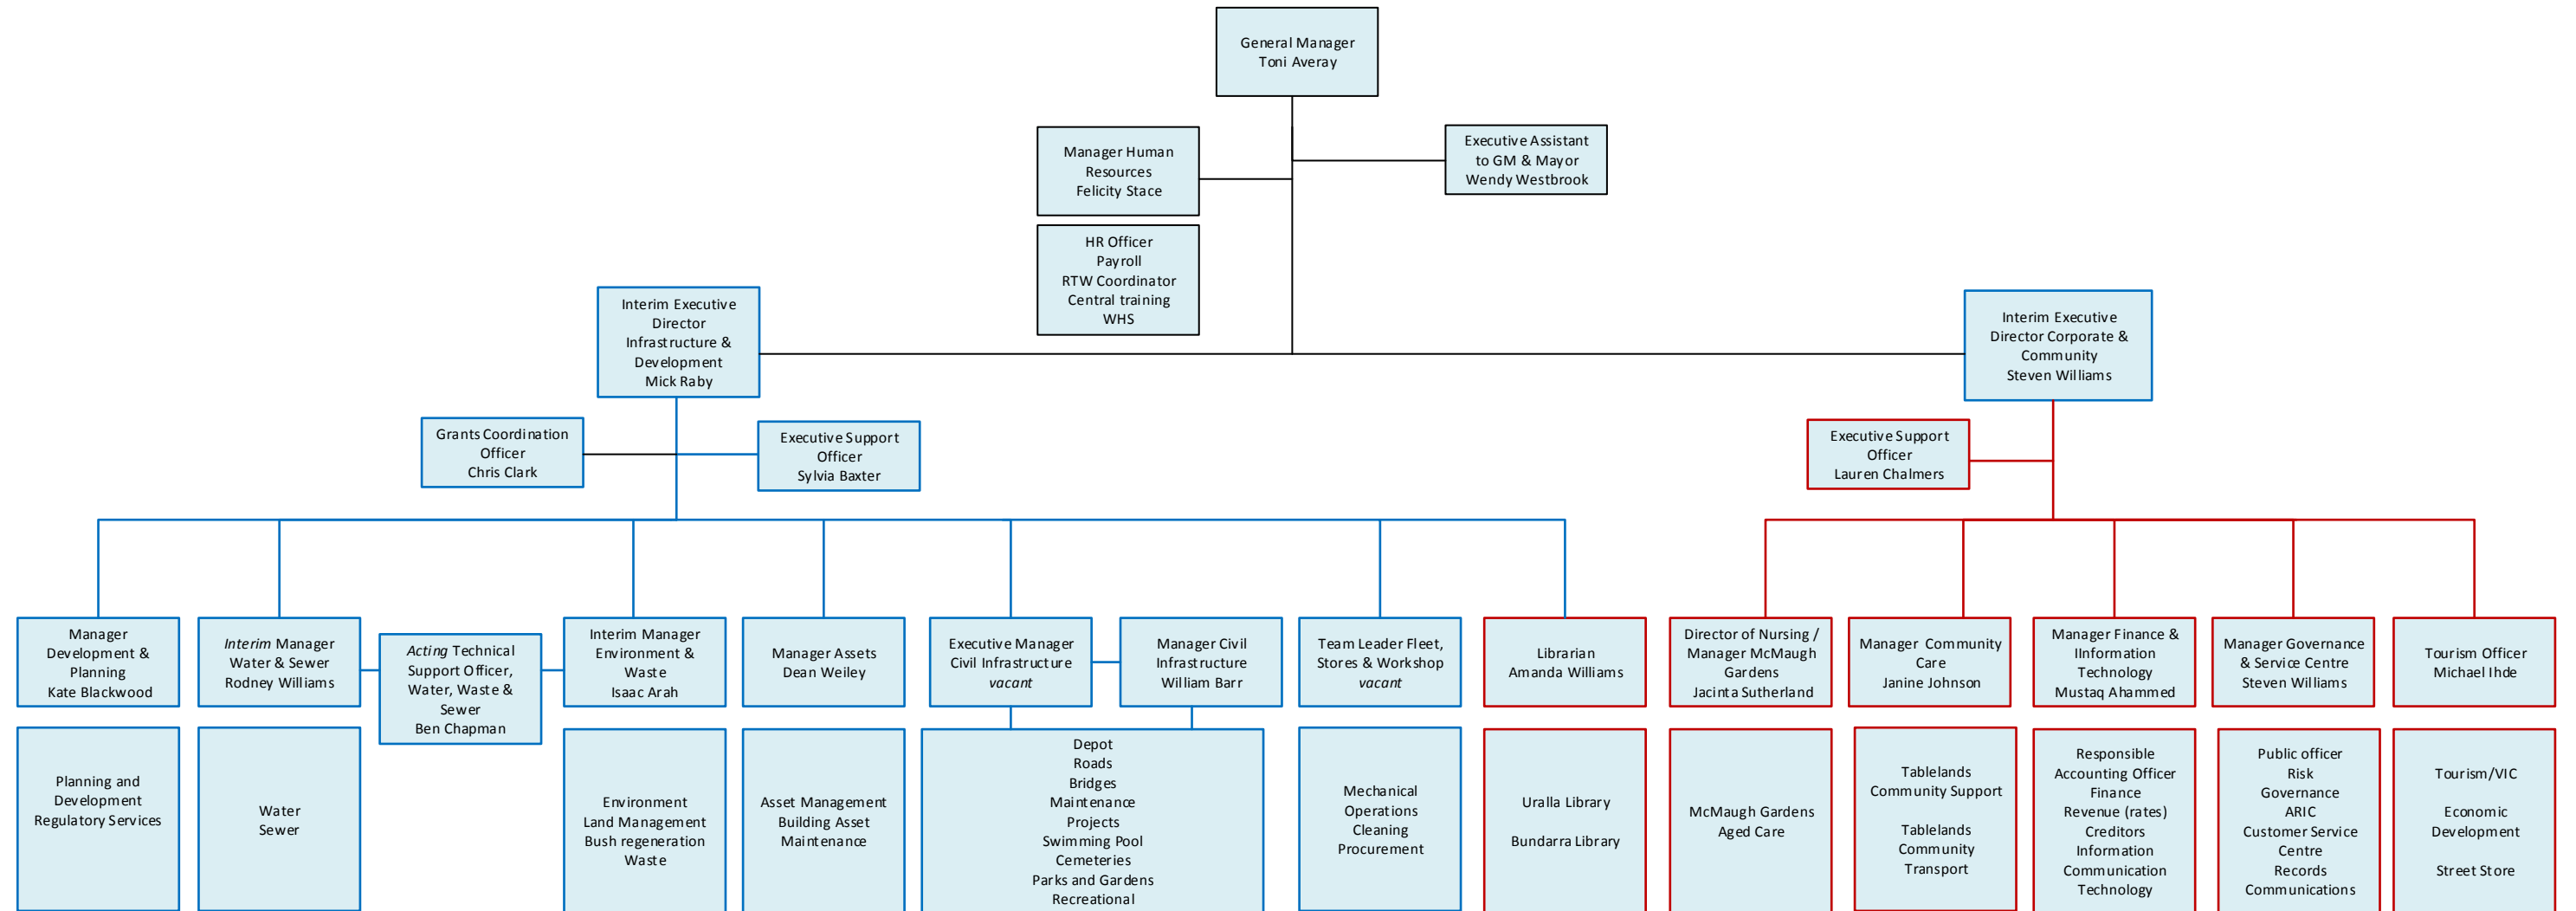 General Manager
Toni Averay
Manager Human
Resources
Felicity Stace
Executive Assistant
to GM & Mayor
Wendy Westbrook
HR Officer
Payroll
RTW Coordinator
Central training
WHS
Interim Executive
Director
Infrastructure &
Development
Mick Raby
Interim Executive
Director Corporate &
Community
Steven Williams
Grants Coordination
Officer
Chris Clark
Executive Support
Officer
Sylvia Baxter
Executive Support
Officer
Lauren Chalmers
Manager
Development &
Planning
Kate Blackwood
Interim Manager
Water & Sewer
Rodney Williams
Acting Technical
Support Officer,
Water, Waste &
Sewer
Ben Chapman
Interim Manager
Environment &
Waste
Isaac Arah
Manager Assets
Dean Weiley
Executive Manager
Civil Infrastructure
vacant
Manager Civil
Infrastructure
William Barr
Team Leader Fleet,
Stores & Workshop
vacant
Librarian
Amanda Williams
Director of Nursing /
Manager McMaugh
Gardens
Jacinta Sutherland
Manager Community
Care
Janine Johnson
Manager Finance &
IInformation
Technology
Mustaq Ahammed
Manager Governance
& Service Centre
Steven Williams
Tourism Officer
Michael Ihde
Planning and
Development
Regulatory Services
Water
Sewer
Environment
Land Management
Bush regeneration
Waste
Asset Management
Building Asset
Maintenance
Depot
Roads
Bridges
Maintenance
Projects
Swimming Pool
Cemeteries
Parks and Gardens
Recreational
Mechanical
Operations
Cleaning
Procurement
Uralla Library
Bundarra Library
McMaugh Gardens
Aged Care
Tablelands
Community Support
Tablelands
Community
Transport
Responsible
Accounting Officer
Finance
Revenue (rates)
Creditors
Information
Communication
Technology
Public officer
Risk
Governance
ARIC
Customer Service
Centre
Records
Communications
Tourism/VIC
Economic
Development
Street Store